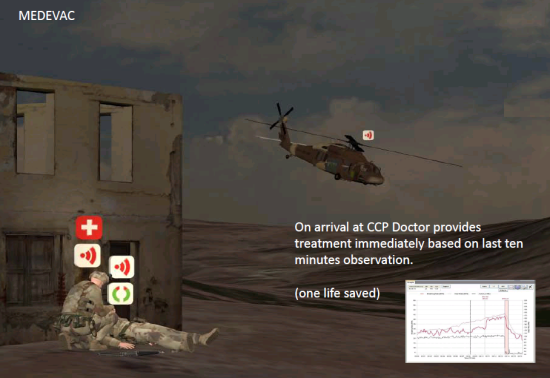 MEDEVAC
On arrival at CCP Doctor provides
treatment immediately based on last ten
minutes observation.
(one life saved)